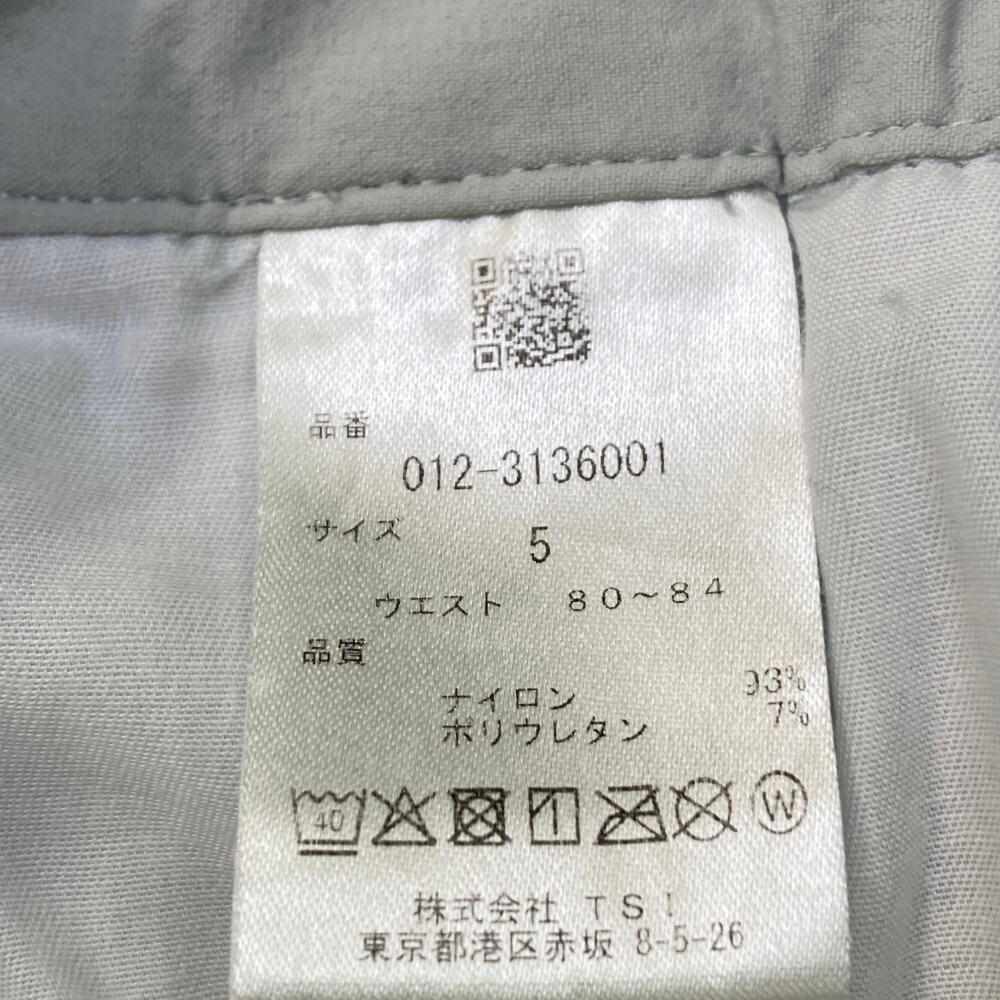 品番
012-3136001
サイズ 5
ウエスト 80~84
品質
ナイロン 93%
ポリウレタン 7%
40 W
株式会社 TSI
東京都港区赤坂 8-5-26